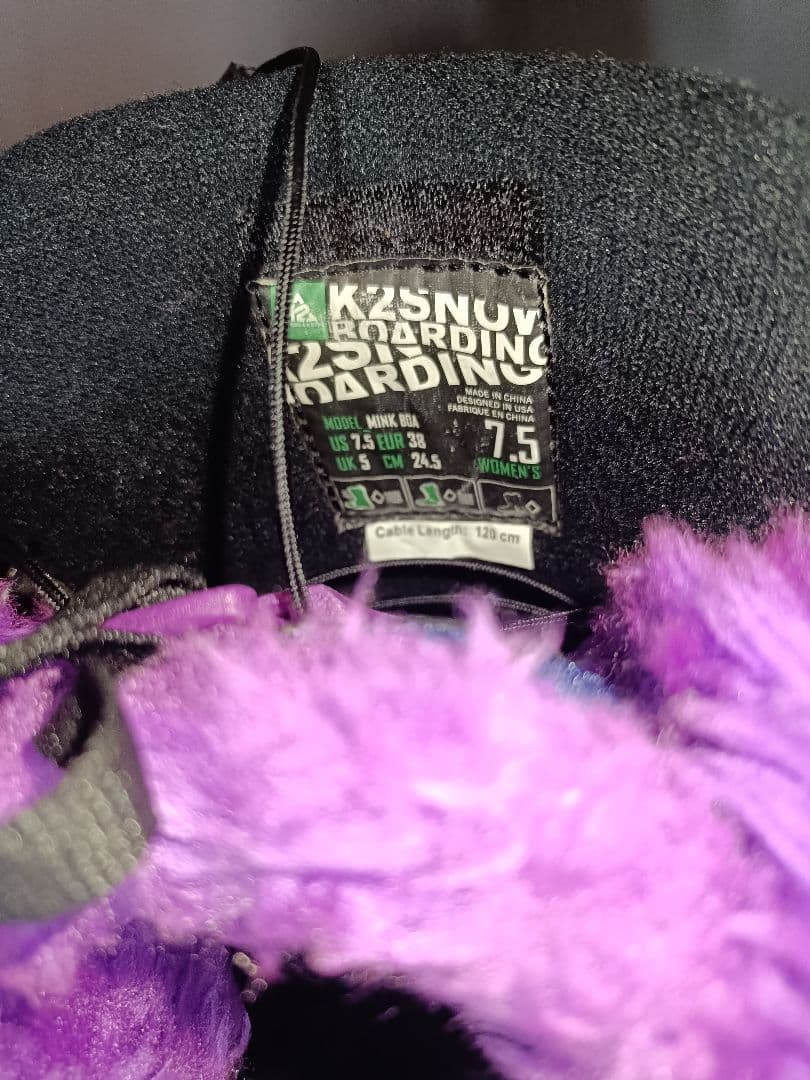 K2SNOW
BOARDING
K2SN
BOARDING
MADE IN CHINA
DESIGNED IN USA
FABRIQUE EN CHINA
MODEL MINK BOA
US 7.5 EUR 38
UK 5 CM 24.5
7.5
WOMEN'S
Cable Length: 120 cm